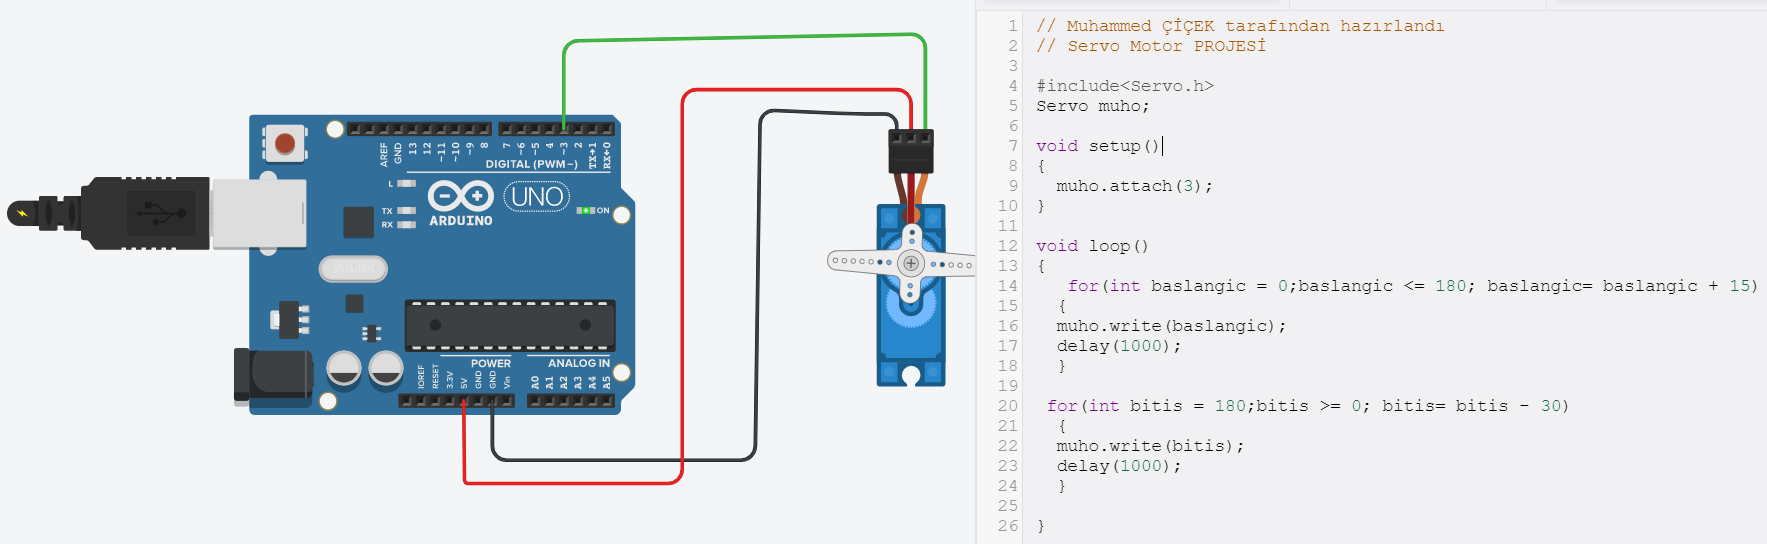 AREF
GND
13
12
~11
~10
~9
8
7
~6
~5
4
~3
2
TX→1
RX←0
DIGITAL (PWM~)
L
TX
RX
ARDUINO
UNO
ON
POWER
ANALOG IN
IOREF
RESET
3.3V
5V
GND
GND
Vin
A0
A1
A2
A3
A4
A5
1 // Muhammed ÇİÇEK tarafından hazırlandı
2 // Servo Motor PROJESİ
3
4 #include<Servo.h>
5 Servo muho;
6
7 void setup()
8 {
9   muho.attach(3);
10 }
11
12 void loop()
13 {
14    for(int baslangic = 0;baslangic <= 180; baslangic= baslangic + 15)
15   {
16   muho.write(baslangic);
17   delay(1000);
18   }
19
20  for(int bitis = 180;bitis >= 0; bitis= bitis - 30)
21   {
22   muho.write(bitis);
23   delay(1000);
24   }
25
26 }